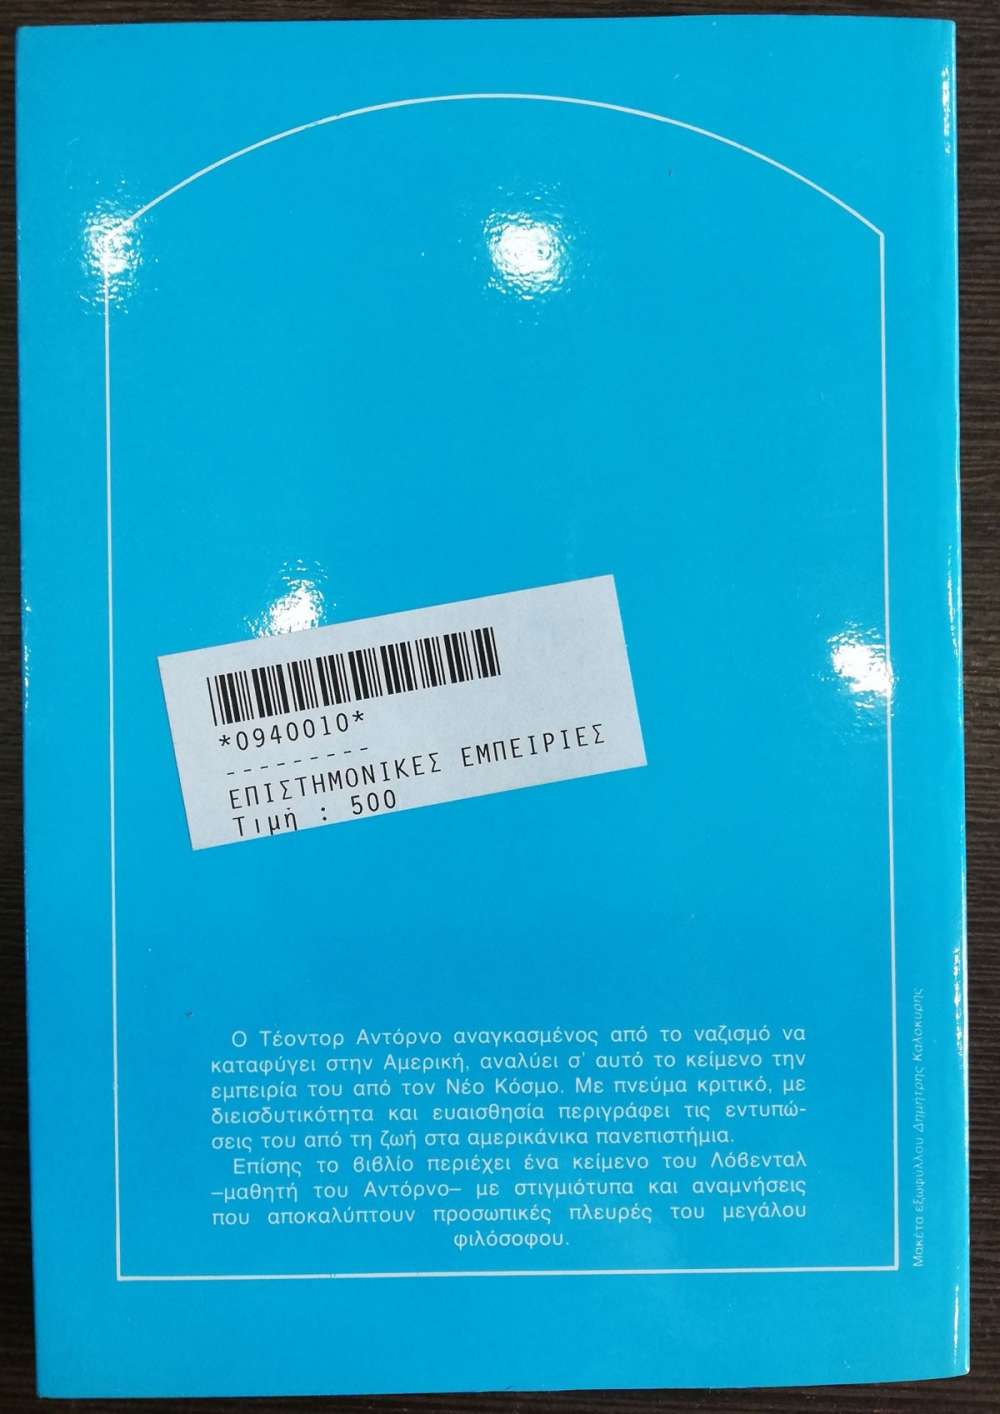 *0940010*
---------
ΕΠΙΣΤΗΜΟΝΙΚΕΣ ΕΜΠΕΙΡΙΕΣ
Τιμή : 500
Ο Τέοντορ Αντόρνο αναγκασμένος από το ναζισμό να
καταφύγει στην Αμερική, αναλύει σ' αυτό το κείμενο την
εμπειρία του από τον Νέο Κόσμο. Με πνεύμα κριτικό, με
διεισδυτικότητα και ευαισθησία περιγράφει τις εντυπώ-
σεις του από τη ζωή στα αμερικάνικα πανεπιστήμια.
Επίσης το βιβλίο περιέχει ένα κείμενο του Λόβενταλ
–μαθητή του Αντόρνο– με στιγμιότυπα και αναμνήσεις
που αποκαλύπτουν προσωπικές πλευρές του μεγάλου
φιλόσοφου.
Μακέτα εξωφύλλου Δημήτρης Καλοκύρης